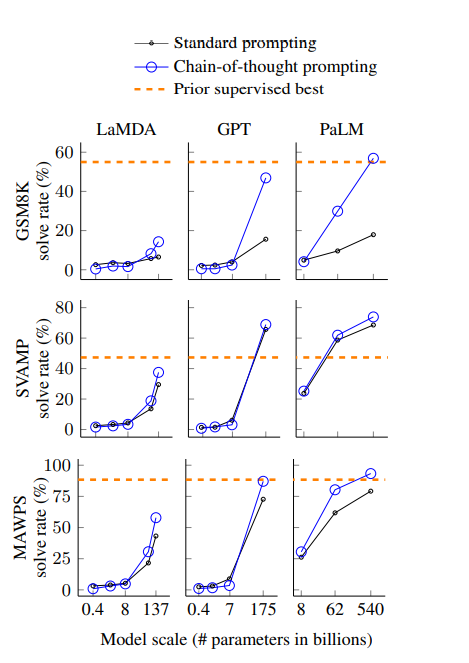 Standard prompting
Chain-of-thought prompting
Prior supervised best
LaMDA GPT PaLM
GSM8K
solve rate (%)
60
40
20
0
SVAMP
solve rate (%)
80
60
40
20
0
MAWPS
solve rate (%)
100
75
50
25
0
0.4 8 137 0.4 7 175 8 62 540
Model scale (# parameters in billions)